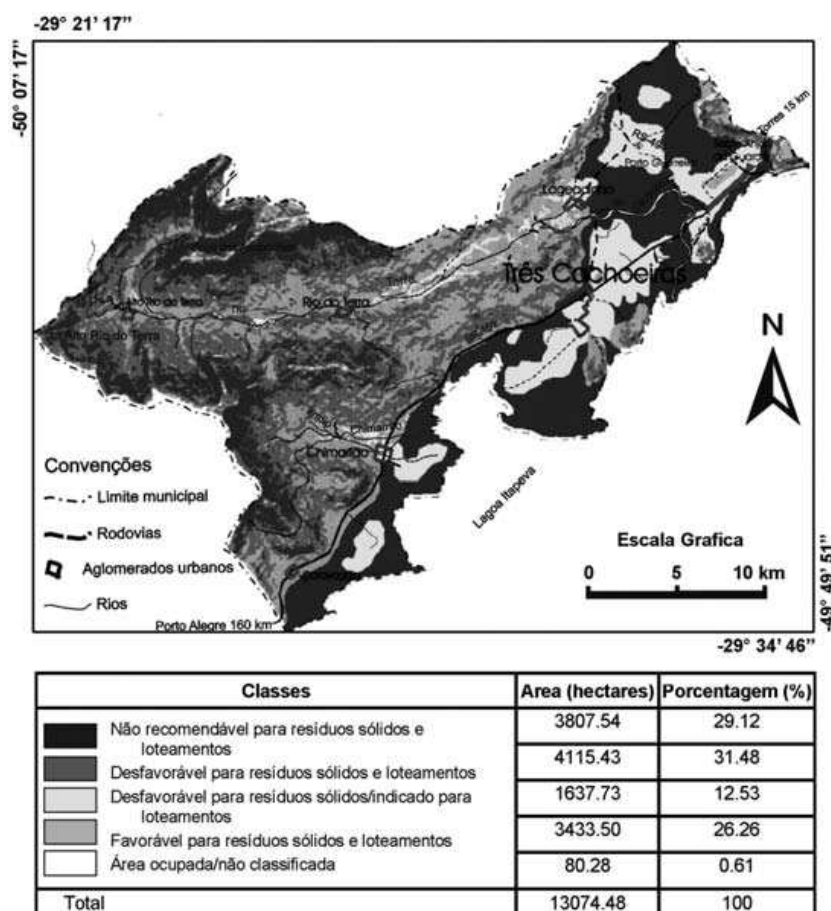 -29° 21' 17’’
-50° 07' 17’’
Torres 15 km
Lageadinho
Três Cachoeiras
Rio do Terra
Alto Rio do Terra
N
Chimarrão
Chimarrão
Convenções
Limite municipal
Rodovias
Aglomerados urbanos
Rios
Lagoa Itapeva
Escala Grafica
0 5 10 km
Porto Alegre 160 km
-49° 49' 51’’
-29° 34' 46’’
Classes Area (hectares) Porcentagem (%)
Não recomendável para resíduos sólidos e
loteamentos 3807.54 29.12
Desfavorável para resíduos sólidos e loteamentos 4115.43 31.48
Desfavorável para resíduos sólidos/indicado para
loteamentos 1637.73 12.53
Favorável para resíduos sólidos e loteamentos 3433.50 26.26
Área ocupada/não classificada 80.28 0.61
Total 13074.48 100